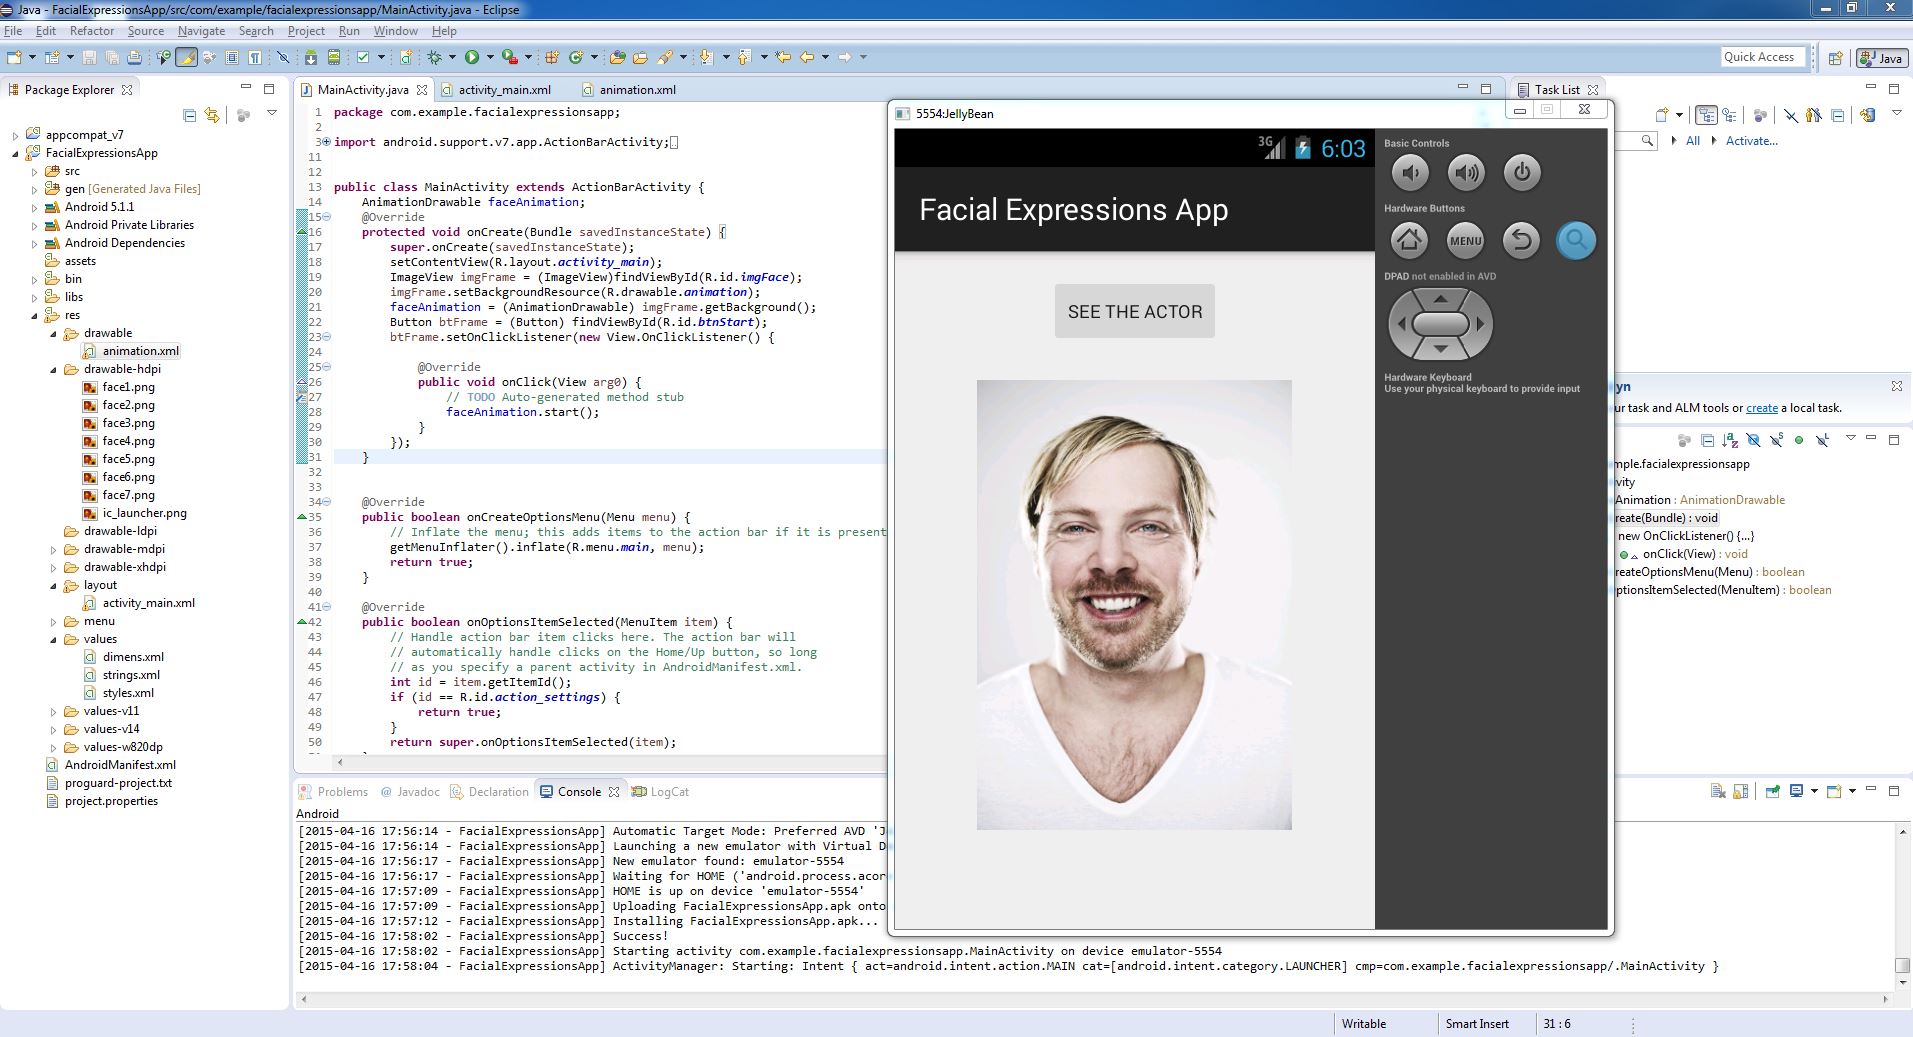 Java - FacialExpressionsApp/src/com/example/facialexpressionsapp/MainActivity.java - Eclipse
File Edit Refactor Source Navigate Search Project Run Window Help
Quick Access
Java
Package Explorer
appcompat_v7
FacialExpressionsApp
src
gen [Generated Java Files]
Android 5.1.1
Android Private Libraries
Android Dependencies
assets
bin
libs
res
drawable
animation.xml
drawable-hdpi
face1.png
face2.png
face3.png
face4.png
face5.png
face6.png
face7.png
ic_launcher.png
drawable-ldpi
drawable-mdpi
drawable-xhdpi
layout
activity_main.xml
menu
values
dimens.xml
strings.xml
styles.xml
values-v11
values-v14
values-w820dp
AndroidManifest.xml
proguard-project.txt
project.properties
MainActivity.java activity_main.xml animation.xml
1 package com.example.facialexpressionsapp;
2
3 import android.support.v7.app.ActionBarActivity;
11
12
13 public class MainActivity extends ActionBarActivity {
14 AnimationDrawable faceAnimation;
15 @Override
16 protected void onCreate(Bundle savedInstanceState) {
17 super.onCreate(savedInstanceState);
18 setContentView(R.layout.activity_main);
19 ImageView imgFrame = (ImageView)findViewById(R.id.imgFace);
20 imgFrame.setBackgroundResource(R.drawable.animation);
21 faceAnimation = (AnimationDrawable) imgFrame.getBackground();
22 Button btFrame = (Button) findViewById(R.id.btnStart);
23 btFrame.setOnClickListener(new View.OnClickListener() {
24
25 @Override
26 public void onClick(View arg0) {
27 // TODO Auto-generated method stub
28 faceAnimation.start();
29 }
30 });
31 }
32
33
34 @Override
35 public boolean onCreateOptionsMenu(Menu menu) {
36 // Inflate the menu; this adds items to the action bar if it is present
37 getMenuInflater().inflate(R.menu.main, menu);
38 return true;
39 }
40
41 @Override
42 public boolean onOptionsItemSelected(MenuItem item) {
43 // Handle action bar item clicks here. The action bar will
44 // automatically handle clicks on the Home/Up button, so long
45 // as you specify a parent activity in AndroidManifest.xml.
46 int id = item.getItemId();
47 if (id == R.id.action_settings) {
48 return true;
49 }
50 return super.onOptionsItemSelected(item);
5554:JellyBean
3G 6:03
Facial Expressions App
SEE THE ACTOR
Basic Controls
Hardware Buttons
MENU
DPAD not enabled in AVD
Hardware Keyboard
Use your physical keyboard to provide input
Task List
All Activate...
yn
ur task and ALM tools or create a local task.
mple.facialexpressionsapp
vity
Animation : AnimationDrawable
reate(Bundle) : void
new OnClickListener() {...}
onClick(View) : void
reateOptionsMenu(Menu) : boolean
ptionsItemSelected(MenuItem) : boolean
Problems @ Javadoc Declaration Console LogCat
Android
[2015-04-16 17:56:14 - FacialExpressionsApp] Automatic Target Mode: Preferred AVD 'J
[2015-04-16 17:56:14 - FacialExpressionsApp] Launching a new emulator with Virtual D
[2015-04-16 17:56:17 - FacialExpressionsApp] New emulator found: emulator-5554
[2015-04-16 17:56:17 - FacialExpressionsApp] Waiting for HOME ('android.process.acor
[2015-04-16 17:57:09 - FacialExpressionsApp] HOME is up on device 'emulator-5554'
[2015-04-16 17:57:09 - FacialExpressionsApp] Uploading FacialExpressionsApp.apk onto
[2015-04-16 17:57:12 - FacialExpressionsApp] Installing FacialExpressionsApp.apk...
[2015-04-16 17:58:02 - FacialExpressionsApp] Success!
[2015-04-16 17:58:02 - FacialExpressionsApp] Starting activity com.example.facialexpressionsapp.MainActivity on device emulator-5554
[2015-04-16 17:58:04 - FacialExpressionsApp] ActivityManager: Starting: Intent { act=android.intent.action.MAIN cat=[android.intent.category.LAUNCHER] cmp=com.example.facialexpressionsapp/.MainActivity }
Writable Smart Insert 31 : 6